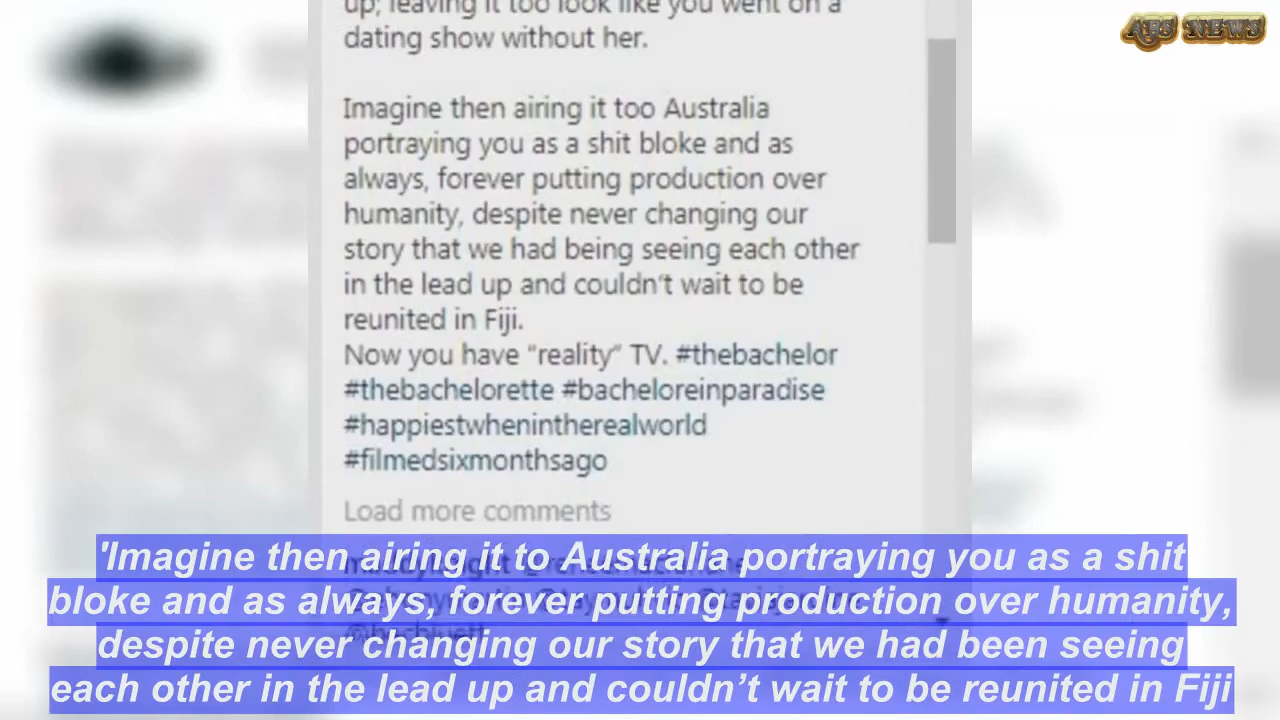 up; leaving it too look like you went on a
dating show without her.
ABS NEWS
Imagine then airing it too Australia
portraying you as a shit bloke and as
always, forever putting production over
humanity, despite never changing our
story that we had being seeing each other
in the lead up and couldn't wait to be
reunited in Fiji.
Now you have "reality" TV. #thebachelor
#thebachelorette #bacheloreinparadise
#happiestwhenintherealworld
#filmedsixmonthsago
Load more comments
'Imagine then airing it to Australia portraying you as a shit
bloke and as always, forever putting production over humanity,
despite never changing our story that we had been seeing
each other in the lead up and couldn’t wait to be reunited in Fiji